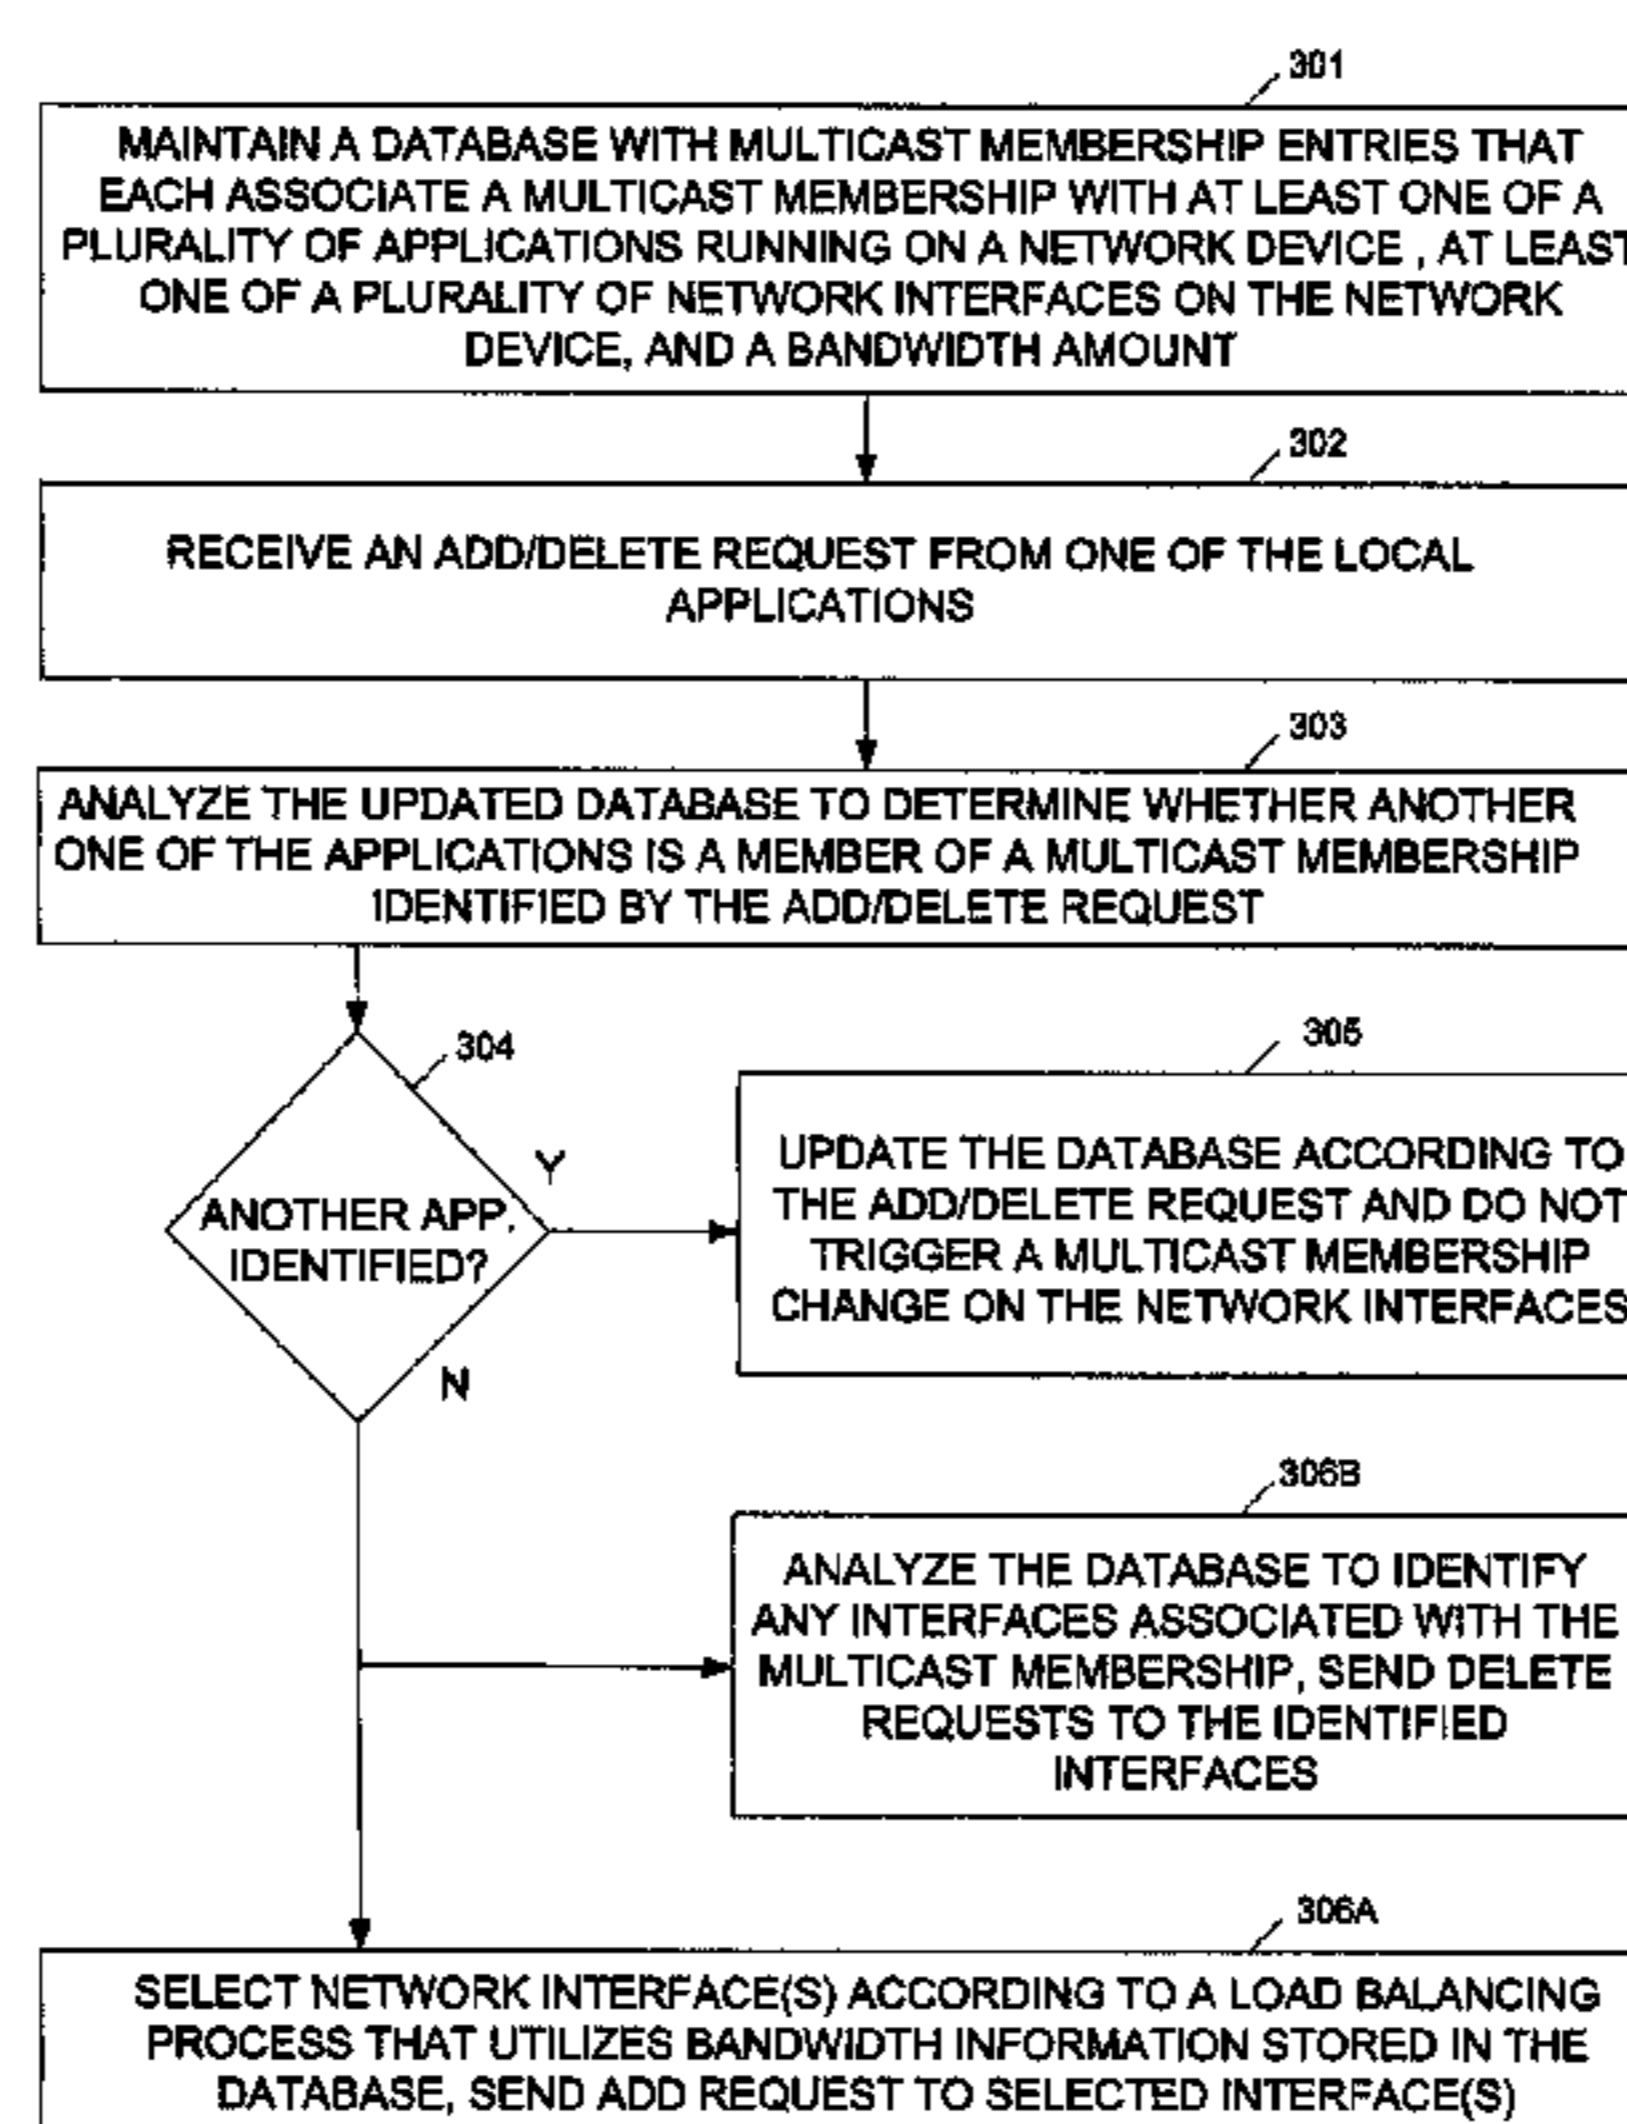 301
MAINTAIN A DATABASE WITH MULTICAST MEMBERSHIP ENTRIES THAT
EACH ASSOCIATE A MULTICAST MEMBERSHIP WITH AT LEAST ONE OF A
PLURALITY OF APPLICATIONS RUNNING ON A NETWORK DEVICE , AT LEAST
ONE OF A PLURALITY OF NETWORK INTERFACES ON THE NETWORK
DEVICE, AND A BANDWIDTH AMOUNT
302
RECEIVE AN ADD/DELETE REQUEST FROM ONE OF THE LOCAL
APPLICATIONS
303
ANALYZE THE UPDATED DATABASE TO DETERMINE WHETHER ANOTHER
ONE OF THE APPLICATIONS IS A MEMBER OF A MULTICAST MEMBERSHIP
IDENTIFIED BY THE ADD/DELETE REQUEST
304
ANOTHER APP.
IDENTIFIED?
Y
N
305
UPDATE THE DATABASE ACCORDING TO
THE ADD/DELETE REQUEST AND DO NOT
TRIGGER A MULTICAST MEMBERSHIP
CHANGE ON THE NETWORK INTERFACES
306B
ANALYZE THE DATABASE TO IDENTIFY
ANY INTERFACES ASSOCIATED WITH THE
MULTICAST MEMBERSHIP, SEND DELETE
REQUESTS TO THE IDENTIFIED
INTERFACES
306A
SELECT NETWORK INTERFACE(S) ACCORDING TO A LOAD BALANCING
PROCESS THAT UTILIZES BANDWIDTH INFORMATION STORED IN THE
DATABASE, SEND ADD REQUEST TO SELECTED INTERFACE(S)